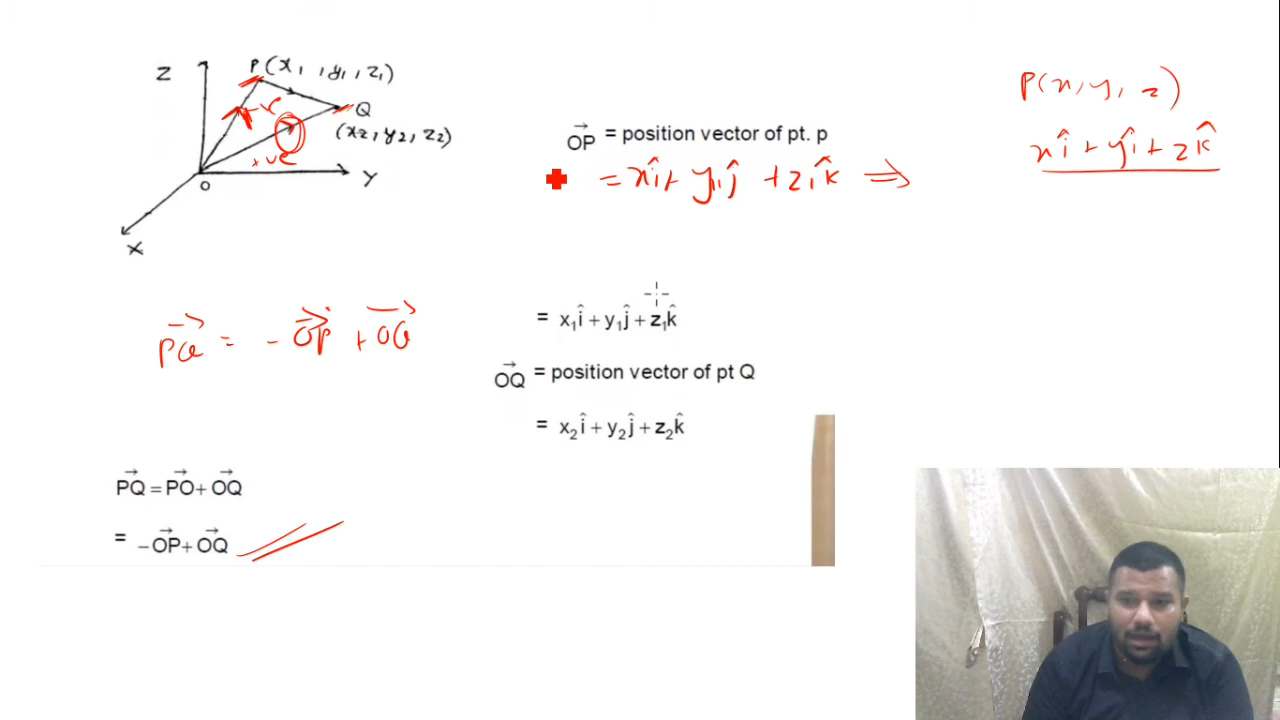 Z
P(x₁, y₁, z₁)
Q
(x₂, y₂, z₂)
+ve
+ve
O
Y
X
P(x, y, z)
xî + yĵ + zk̂
OP⃗ = position vector of pt. p
= xî + y₁ĵ + z₁k̂ ⇒
PQ⃗ = -OP⃗ + OQ⃗
= x₁î + y₁ĵ + z₁k̂
OQ⃗ = position vector of pt Q
= x₂î + y₂ĵ + z₂k̂
PQ⃗ = PO⃗ + OQ⃗
= -OP⃗ + OQ⃗